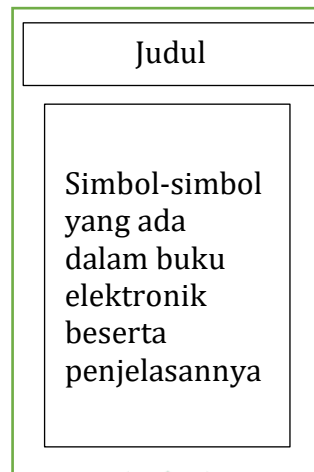 Judul
Simbol-simbol
yang ada
dalam buku
elektronik
beserta
penjelasannya